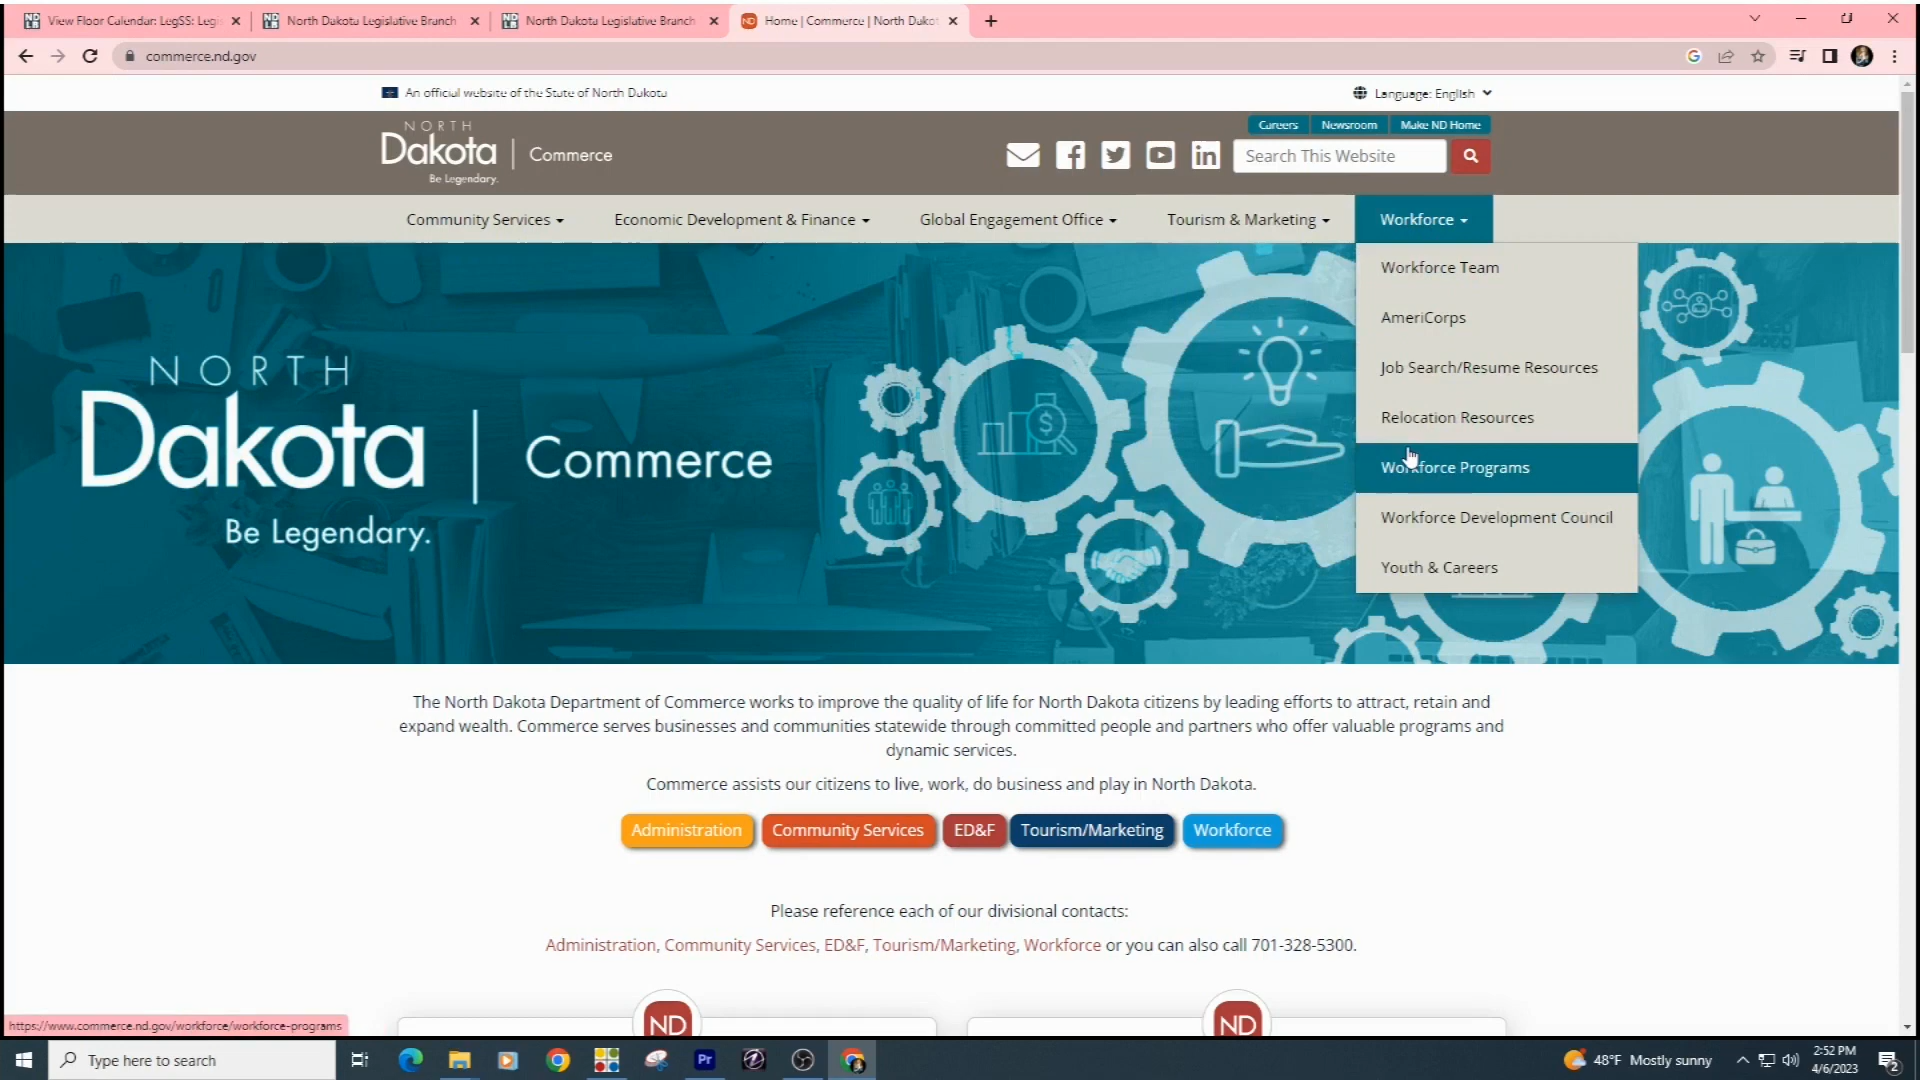 View Floor Calendar: LegSS: Legi
North Dakota Legislative Branch
North Dakota Legislative Branch
Home | Commerce | North Dakot
commerce.nd.gov
An official website of the State of North Dakota
Language: English
NORTH
Dakota
Be Legendary.
Commerce
Careers
Newsroom
Make ND Home
Search This Website
Community Services
Economic Development & Finance
Global Engagement Office
Tourism & Marketing
Workforce
Workforce Team
AmeriCorps
Job Search/Resume Resources
Relocation Resources
Workforce Programs
Workforce Development Council
Youth & Careers
NORTH
Dakota
Be Legendary.
Commerce
The North Dakota Department of Commerce works to improve the quality of life for North Dakota citizens by leading efforts to attract, retain and
expand wealth. Commerce serves businesses and communities statewide through committed people and partners who offer valuable programs and
dynamic services.
Commerce assists our citizens to live, work, do business and play in North Dakota.
Administration
Community Services
ED&F
Tourism/Marketing
Workforce
Please reference each of our divisional contacts:
Administration, Community Services, ED&F, Tourism/Marketing, Workforce or you can also call 701-328-5300.
ND
ND
https://www.commerce.nd.gov/workforce/workforce-programs
Type here to search
Pr
48°F Mostly sunny
2:52 PM
4/6/2023
2